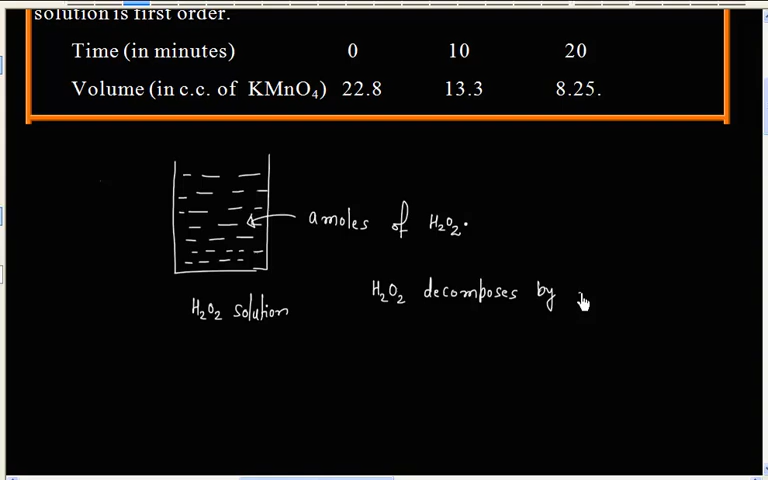 solution is first order.
Time (in minutes) 0 10 20
Volume (in c.c. of KMnO₄) 22.8 13.3 8.25.
a moles of H₂O₂.
H₂O₂ decomposes by
H₂O₂ solution